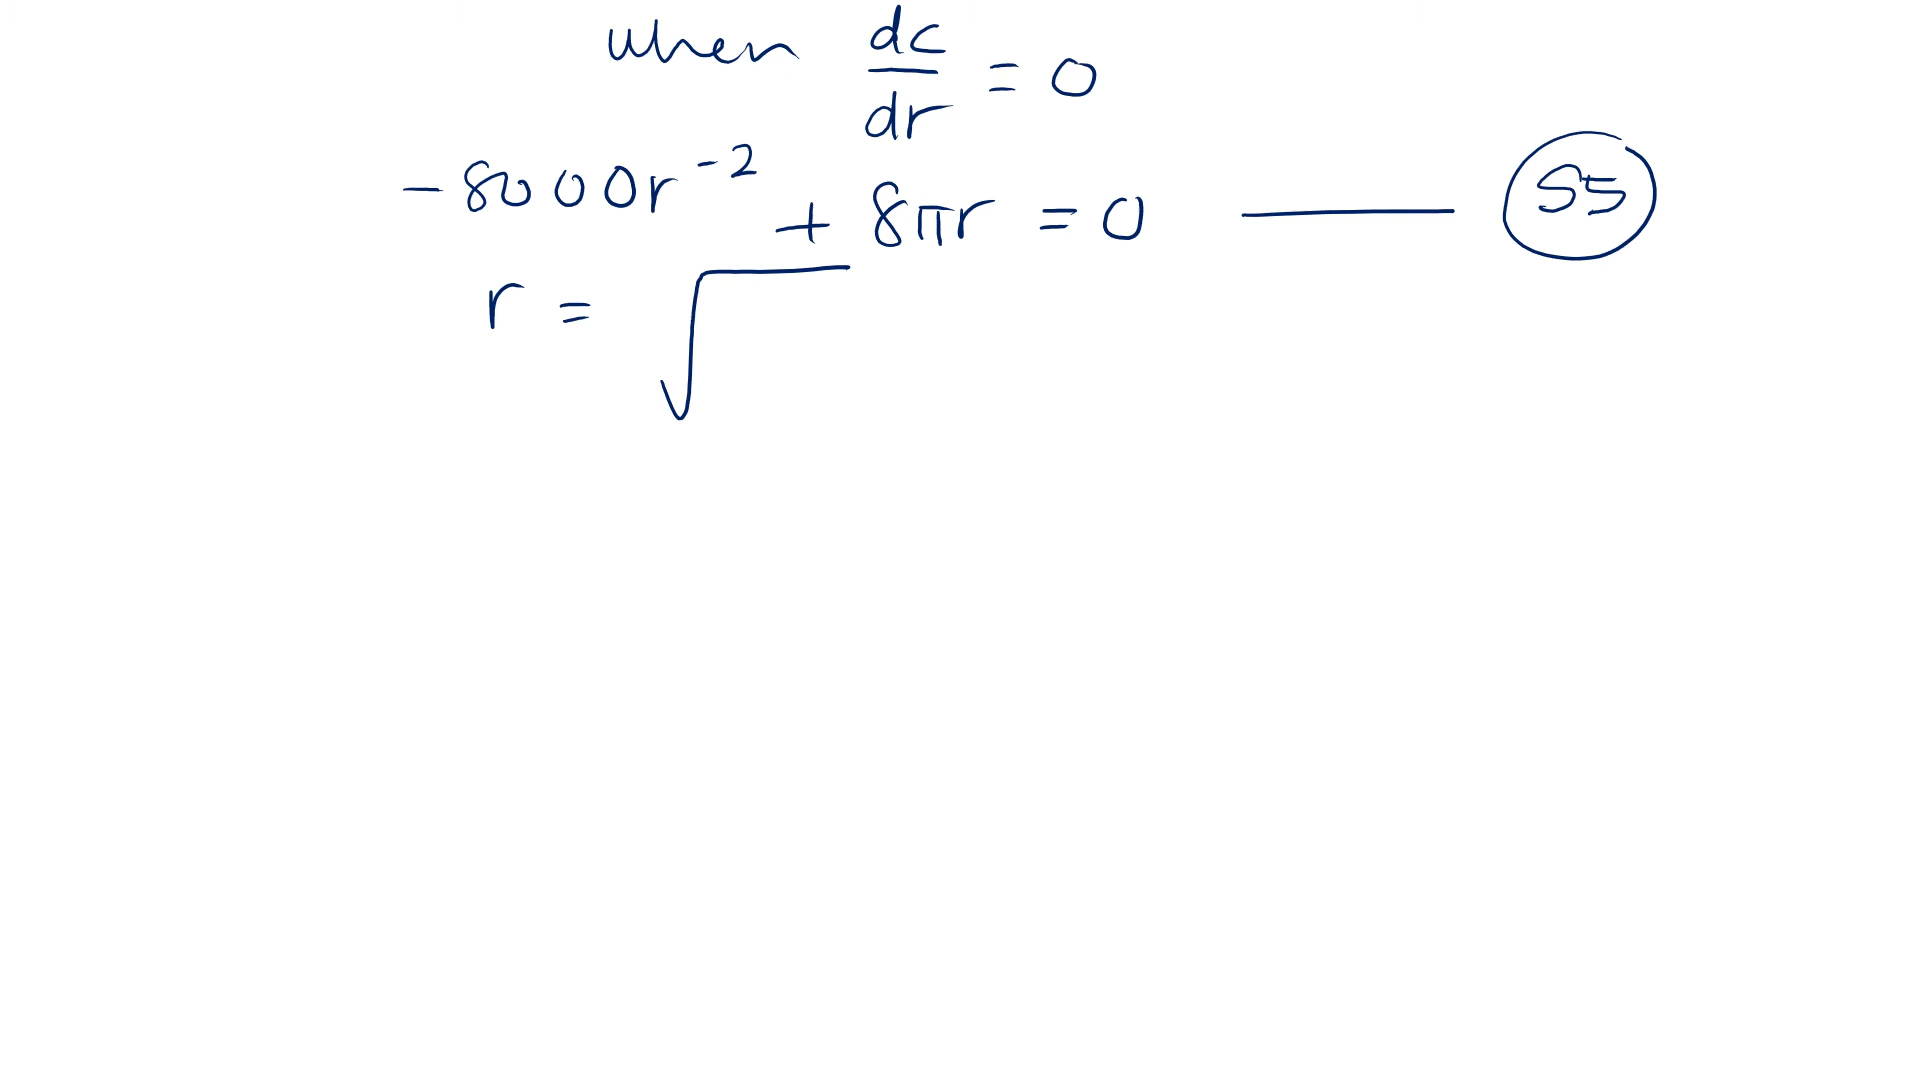 when dc/dr = 0
-8000r⁻² + 8πr = 0 —— S5
r = √